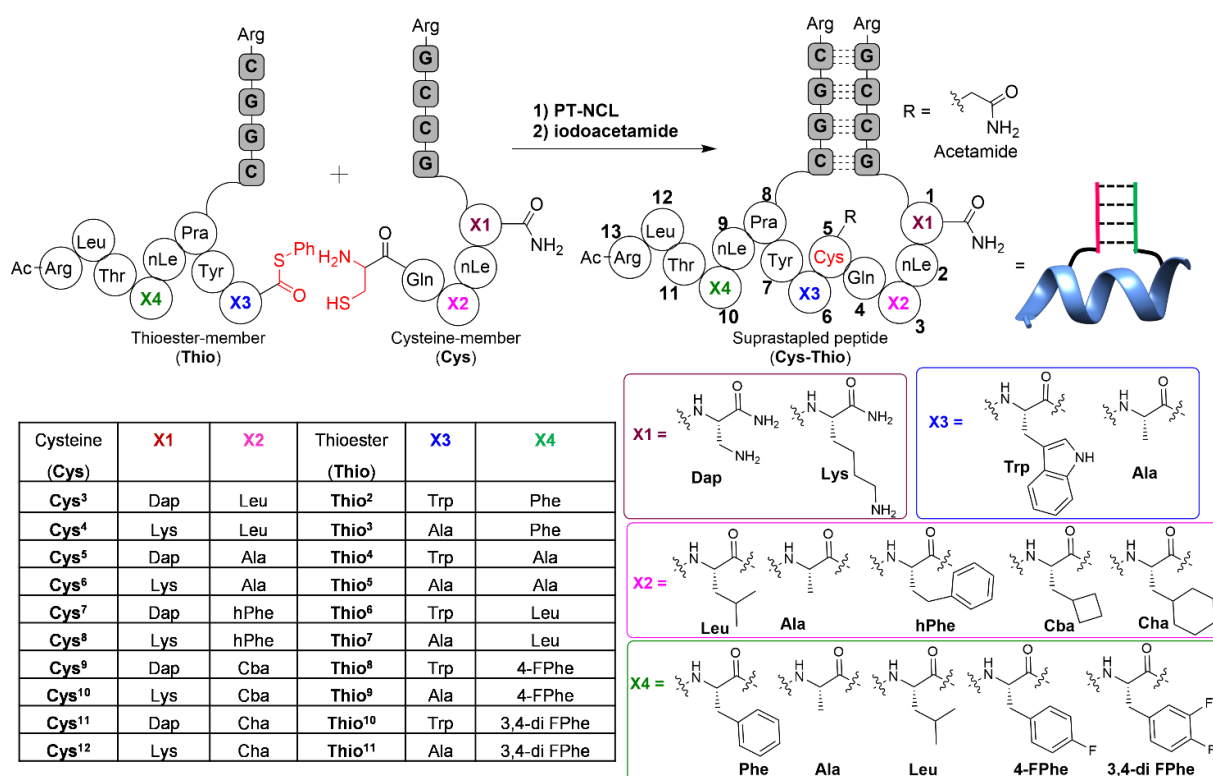 Arg
C
G
G
C
Ac
Arg
Leu
Thr
X4
nLe
Pra
Tyr
X3
S
Ph
O
Thioester-member
(Thio)
+
Arg
G
C
C
G
H2N
O
SH
Gln
X2
nLe
X1
O
NH2
Cysteine-member
(Cys)
1) PT-NCL
2) iodoacetamide
Arg Arg
C G
G C
G C
C G
R =
O
NH2
Acetamide
Ac
13
Arg
12
Leu
11
Thr
10
X4
9
nLe
8
Pra
7
Tyr
6
X3
5
R
Cys
4
Gln
3
X2
2
nLe
1
X1
O
NH2
=
Suprastapled peptide
(Cys-Thio)
Cysteine (Cys) X1 X2 Thioester (Thio) X3 X4
Cys³ Dap Leu Thio² Trp Phe
Cys⁴ Lys Leu Thio³ Ala Phe
Cys⁵ Dap Ala Thio⁴ Trp Ala
Cys⁶ Lys Ala Thio⁵ Ala Ala
Cys⁷ Dap hPhe Thio⁶ Trp Leu
Cys⁸ Lys hPhe Thio⁷ Ala Leu
Cys⁹ Dap Cba Thio⁸ Trp 4-FPhe
Cys¹⁰ Lys Cba Thio⁹ Ala 4-FPhe
Cys¹¹ Dap Cha Thio¹⁰ Trp 3,4-di FPhe
Cys¹² Lys Cha Thio¹¹ Ala 3,4-di FPhe
X1 =
H N O NH2 NH2
Dap
H N O NH2 NH2
Lys
X3 =
H N O NH
Trp
H N O
Ala
X2 =
H N O
Leu
H N O
Ala
H N O
hPhe
H N O
Cba
H N O
Cha
X4 =
H N O
Phe
H N O
Ala
H N O
Leu
H N O F
4-FPhe
H N O F F
3,4-di FPhe